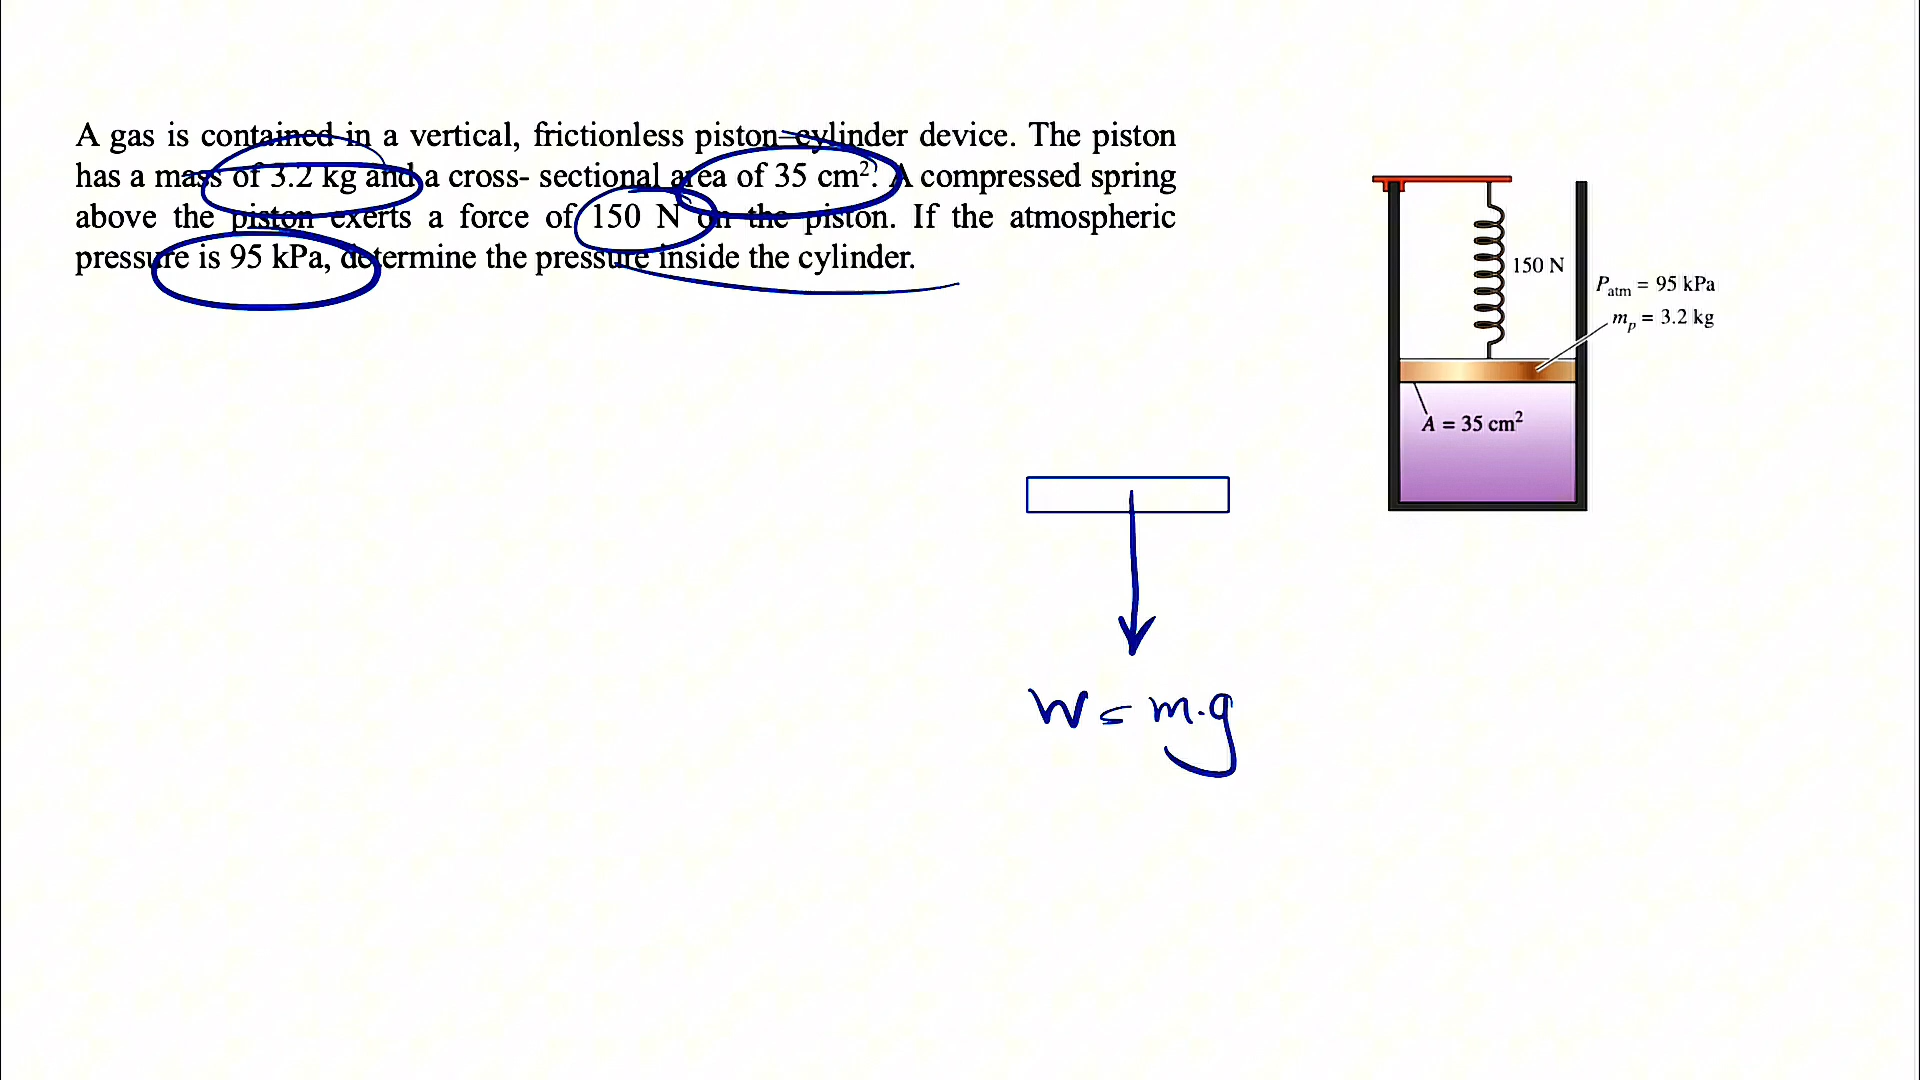 A gas is contained in a vertical, frictionless piston–cylinder device. The piston
has a mass of 3.2 kg and a cross- sectional area of 35 cm². A compressed spring
above the piston exerts a force of 150 N on the piston. If the atmospheric
pressure is 95 kPa, determine the pressure inside the cylinder.
150 N
Patm = 95 kPa
mp = 3.2 kg
A = 35 cm²
W = m.g